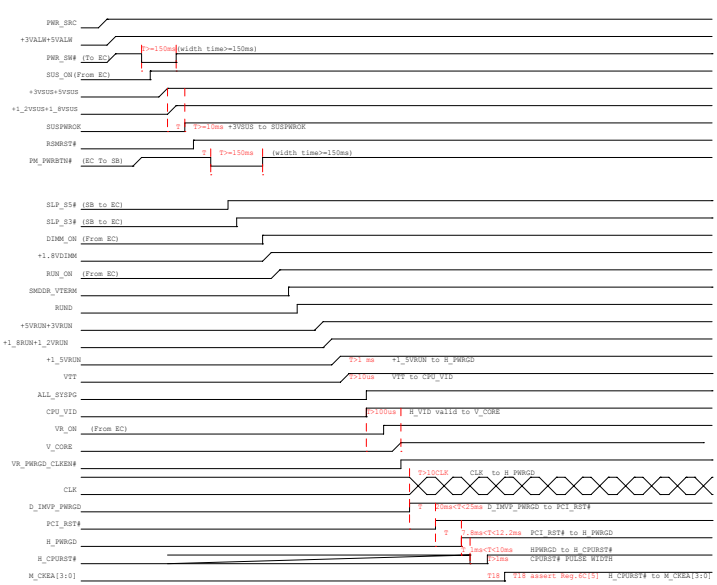 PWR_SRC
+3VALW+5VALW
T>=150ms (width time>=150ms)
PWR_SW# (To EC)
SUS_ON(From EC)
+3VSUS+5VSUS
+1_2VSUS+1_8VSUS
SUSPWROK T T>=10ms +3VSUS to SUSPWROK
RSMRST#
T T>=150ms (width time>=150ms)
PM_PWRBTN# (EC To SB)
SLP_S5# (SB to EC)
SLP_S3# (SB to EC)
DIMM_ON (From EC)
+1.8VDIMM
RUN_ON (From EC)
SMDDR_VTERM
RUND
+5VRUN+3VRUN
+1_8RUN+1_2VRUN
+1_5VRUN T>1 ms +1_5VRUN to H_PWRGD
VTT T>10us VTT to CPU_VID
ALL_SYSPG
CPU_VID T>100us H_VID valid to V_CORE
VR_ON (From EC)
V_CORE
VR_PWRGD_CLKEN#
T>10CLK CLK to H_PWRGD
CLK
D_IMVP_PWRGD T 20ms<T<25ms D_IMVP_PWRGD to PCI_RST#
PCI_RST#
T 7.8ms<T<12.2ms PCI_RST# to H_PWRGD
H_PWRGD
T 1ms<T<10ms HPWRGD to H_CPURST#
H_CPURST# T>1ms CPURST# PULSE WIDTH
M_CKEA[3:0] T18 T18 assert Reg.6C[5] H_CPURST# to M_CKEA[3:0]